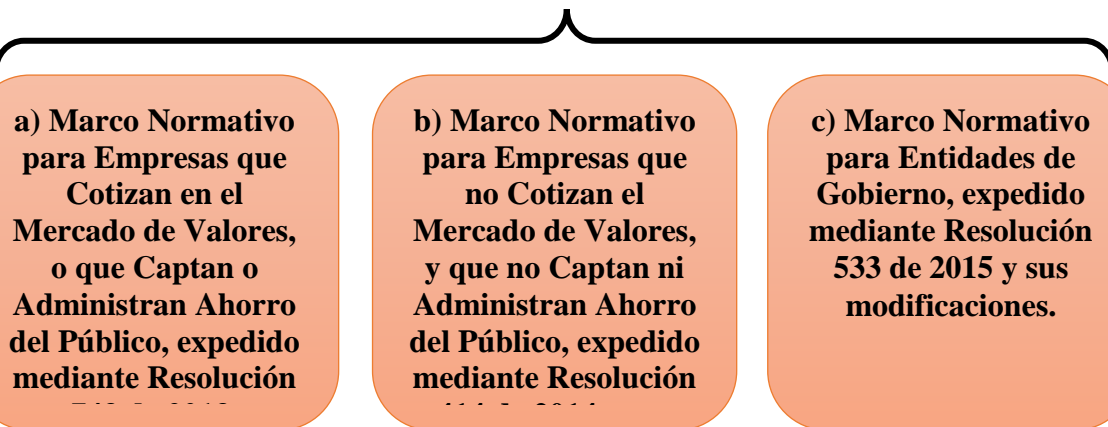 a) Marco Normativo
para Empresas que
Cotizan en el
Mercado de Valores,
o que Captan o
Administran Ahorro
del Público, expedido
mediante Resolución
b) Marco Normativo
para Empresas que
no Cotizan el
Mercado de Valores,
y que no Captan ni
Administran Ahorro
del Público, expedido
mediante Resolución
c) Marco Normativo
para Entidades de
Gobierno, expedido
mediante Resolución
533 de 2015 y sus
modificaciones.